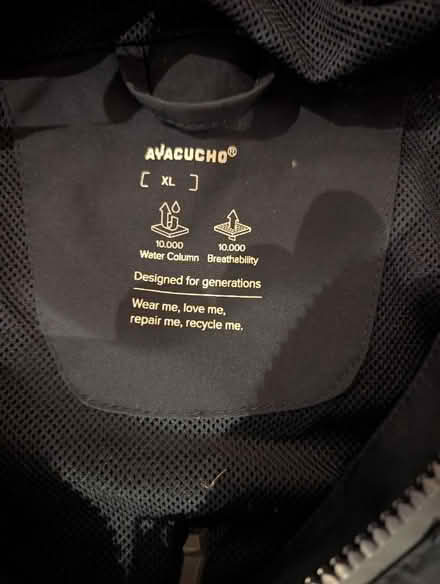 AYACUCHO®
[ XL ]
10.000 10.000
Water Column Breathability
Designed for generations
Wear me, love me,
repair me, recycle me.